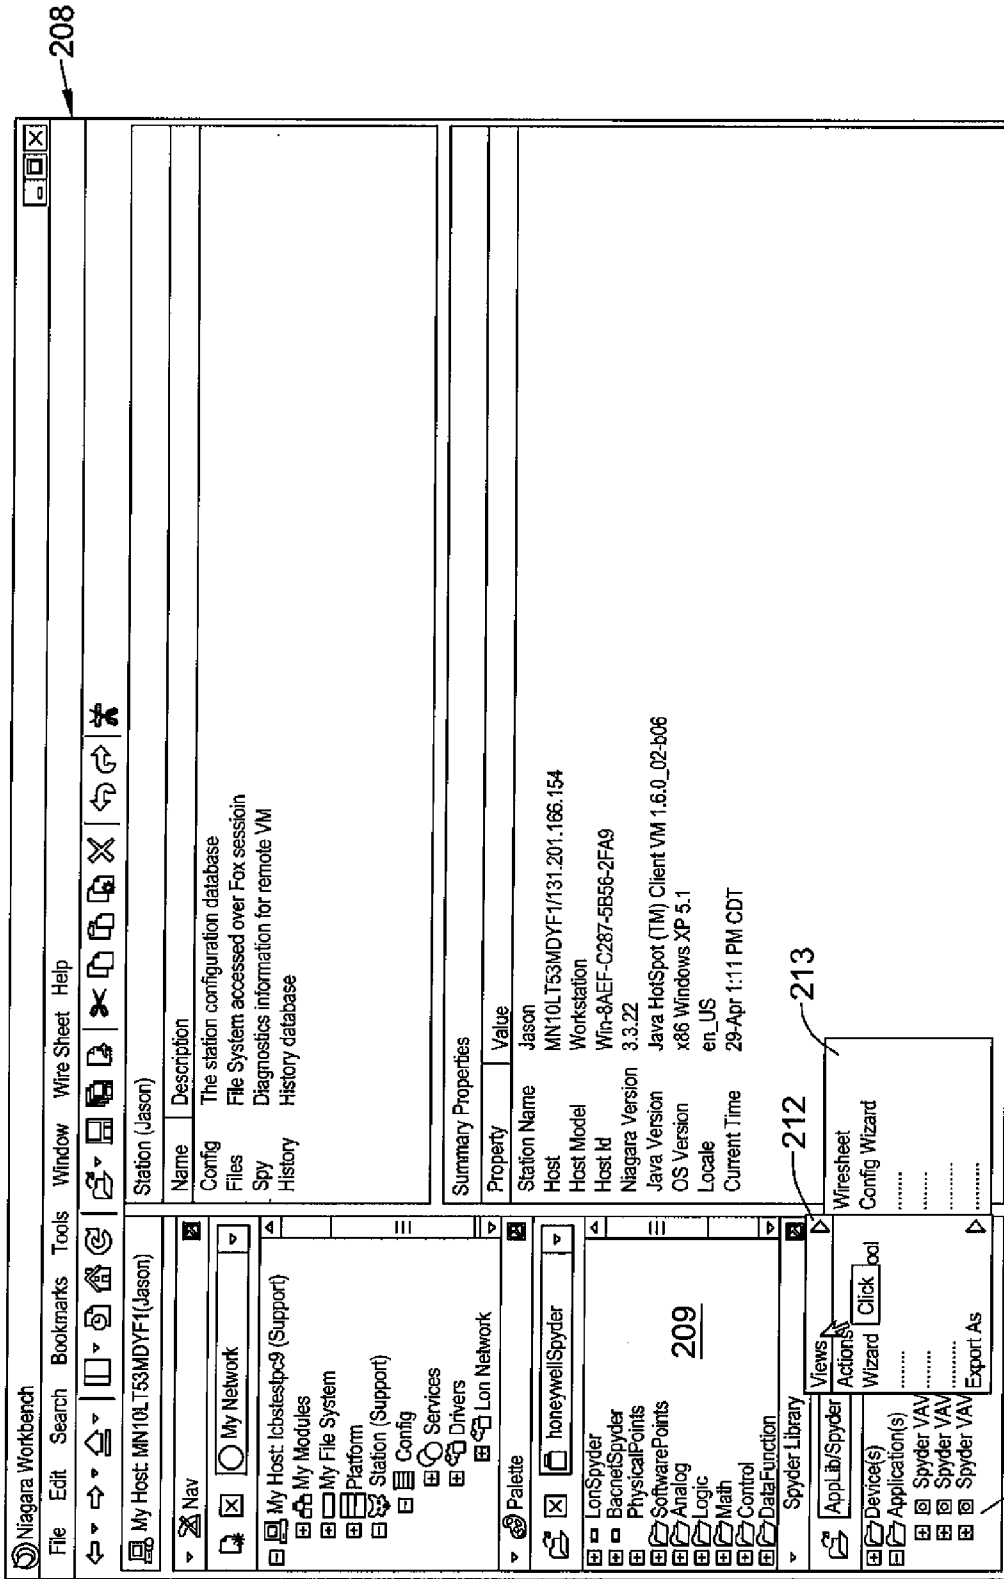 208
Niagara Workbench
File Edit Search Bookmarks Tools Window Wire Sheet Help
My Host: MN10LT53MDYF1(Jason)
Nav
My Network
My Host: Icbstestpc9 (Support)
My Modules
My File System
Platform
Station (Support)
Config
Services
Drivers
Lon Network
Palette
honeywellSpyder
LonSpyder
BacnetSpyder
PhysicalPoints
SoftwarePoints
Analog
Logic
Math
Control
DataFunction
209
Spyder Library
AppLib/Spyder
Device(s)
Application(s)
Spyder VAV
Spyder VAV
Spyder VAV
Views
Actions
Wizard Click ool
..........
..........
Export As
212
Wiresheet
Config Wizard
..........
..........
..........
213
Station (Jason)
Name Description
Config The station configuration database
Files File System accessed over Fox sessioin
Spy Diagnostics information for remote VM
History History database
Summary Properties
Property Value
Station Name Jason
Host MN10LT53MDYF1/131.201.166.154
Host Model Workstation
Host Id Win-8AEF-C287-5B56-2FA9
Niagara Version 3.3.22
Java Version Java HotSpot (TM) Client VM 1.6.0_02-b06
OS Version x86 Windows XP 5.1
Locale en_US
Current Time 29-Apr 1:11 PM CDT